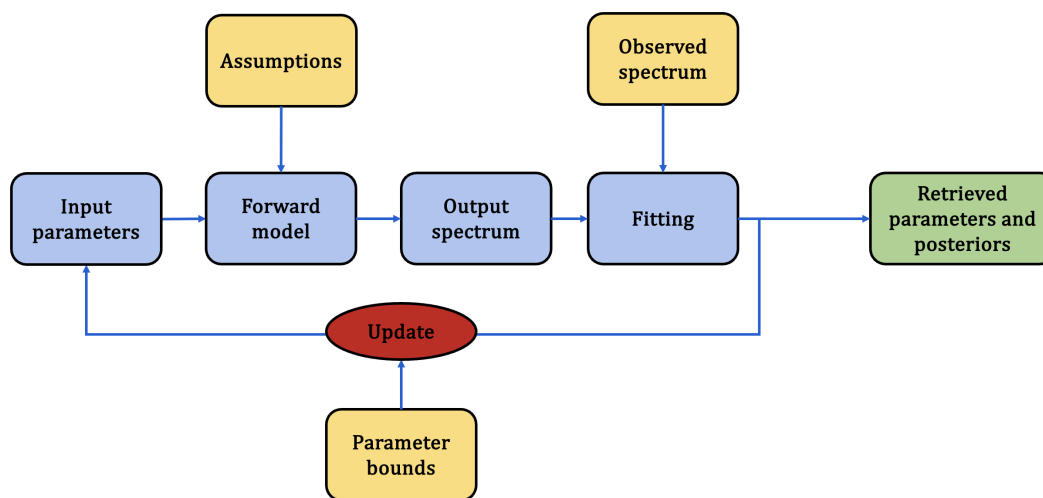 Assumptions
Observed
spectrum
Input
parameters
Forward
model
Output
spectrum
Fitting
Retrieved
parameters and
posteriors
Update
Parameter
bounds